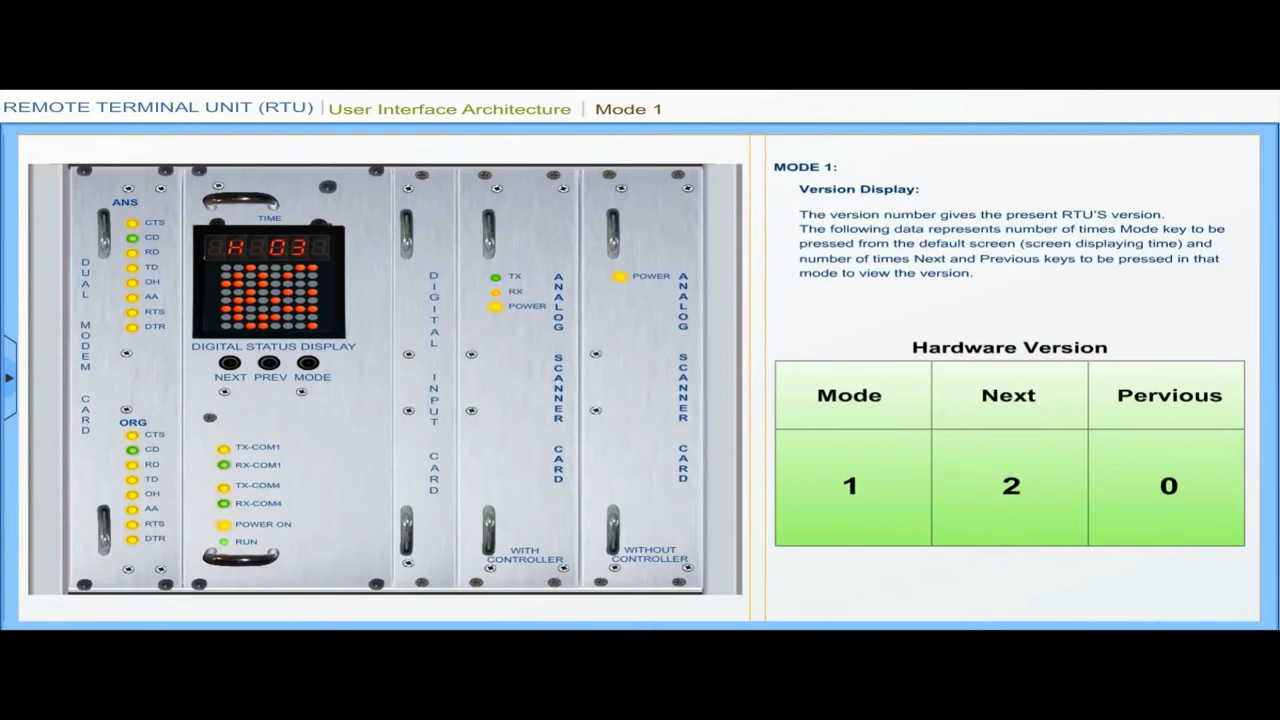 REMOTE TERMINAL UNIT (RTU) | User Interface Architecture | Mode 1
ANS
CTS
CD
RD
TD
OH
AA
RTS
DTR
DUAL MODEM CARD
ORG
CTS
CD
RD
TD
OH
AA
RTS
DTR
TIME
H 03
DIGITAL STATUS DISPLAY
NEXT PREV MODE
TX-COM1
RX-COM1
TX-COM4
RX-COM4
POWER ON
RUN
DIGITAL INPUT CARD
TX
RX
POWER
ANALOG SCANNER CARD
WITH
CONTROLLER
POWER
ANALOG SCANNER CARD
WITHOUT
CONTROLLER
MODE 1:
Version Display:
The version number gives the present RTU'S version.
The following data represents number of times Mode key to be
pressed from the default screen (screen displaying time) and
number of times Next and Previous keys to be pressed in that
mode to view the version.
Hardware Version
Mode Next Pervious
1 2 0